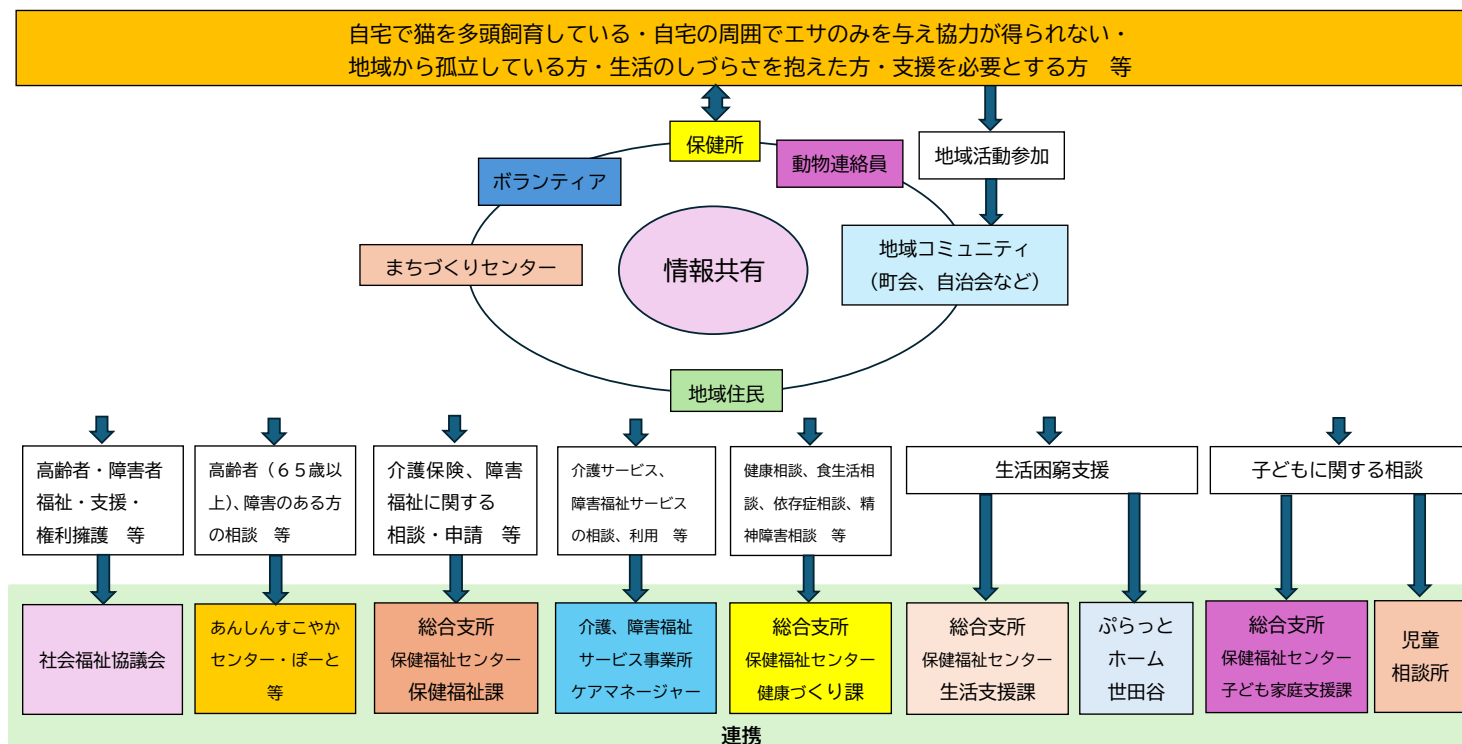 自宅で猫を多頭飼育している・自宅の周囲でエサのみを与え協力が得られない・
地域から孤立している方・生活のしづらさを抱えた方・支援を必要とする方　等
保健所
動物連絡員
地域活動参加
ボランティア
まちづくりセンター
情報共有
地域コミュニティ
（町会、自治会など）
地域住民
高齢者・障害者
福祉・支援・
権利擁護　等
高齢者（６５歳以
上）、障害のある方
の相談　等
介護保険、障害
福祉に関する
相談・申請　等
介護サービス、
障害福祉サービス
の相談、利用　等
健康相談、食生活相
談、依存症相談、精
神障害相談　等
生活困窮支援
子どもに関する相談
社会福祉協議会
あんしんすこやか
センター・ぽーと
等
総合支所
保健福祉センター
保健福祉課
介護、障害福祉
サービス事業所
ケアマネージャー
総合支所
保健福祉センター
健康づくり課
総合支所
保健福祉センター
生活支援課
ぷらっと
ホーム
世田谷
総合支所
保健福祉センター
子ども家庭支援課
児童
相談所
連携